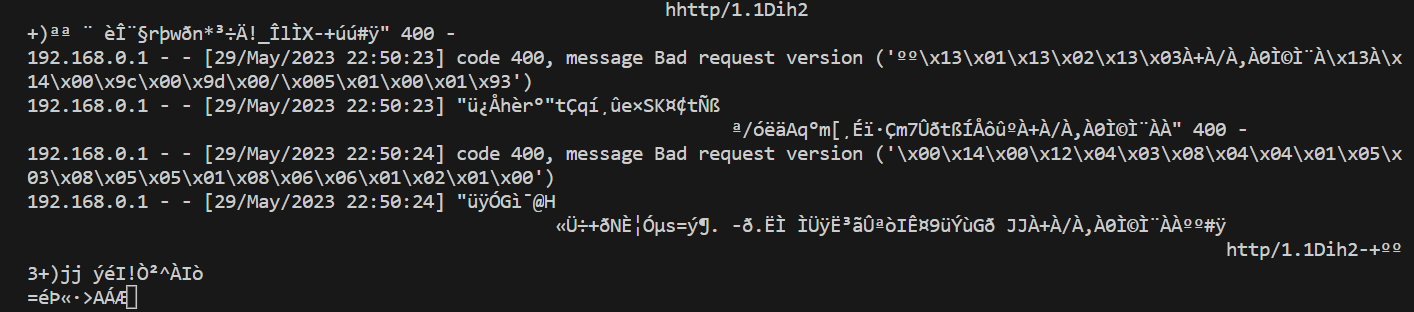 hhttp/1.1Dih2
+)ªª ¨ èÎ¨§rþwðn*³÷Ä!_ÎlÌX-+úú#ÿ" 400 -
192.168.0.1 - - [29/May/2023 22:50:23] code 400, message Bad request version ('ºº\x13\x01\x13\x02\x13\x03À+À/À,À0Ì©Ì¨À\x13À\x
14\x00\x9c\x00\x9d\x00/\x005\x01\x00\x01\x93')
192.168.0.1 - - [29/May/2023 22:50:23] "ü¿Åhèr°"tÇqí¸ûe×SK¤¢tÑß
ª/óëäAq°m[¸Éï·Çm7ÛðtßÍÅôûºÀ+À/À,À0Ì©Ì¨ÀÀ" 400 -
192.168.0.1 - - [29/May/2023 22:50:24] code 400, message Bad request version ('\x00\x14\x00\x12\x04\x03\x08\x04\x04\x01\x05\x
03\x08\x05\x05\x01\x08\x06\x06\x01\x02\x01\x00')
192.168.0.1 - - [29/May/2023 22:50:24] "üÿÓGì¯@H
«Ü÷+ðNÈ¦Óµs=ý¶. -ð.ËÌ ÌÜÿË³ãÛªòIÊ¤9üÝùGð JJÀ+À/À,À0Ì©Ì¨ÀÀºº#ÿ
http/1.1Dih2-+ºº
3+)jj ýéI!Ò²^ÀIò
=éÞ«·>AÁÆ